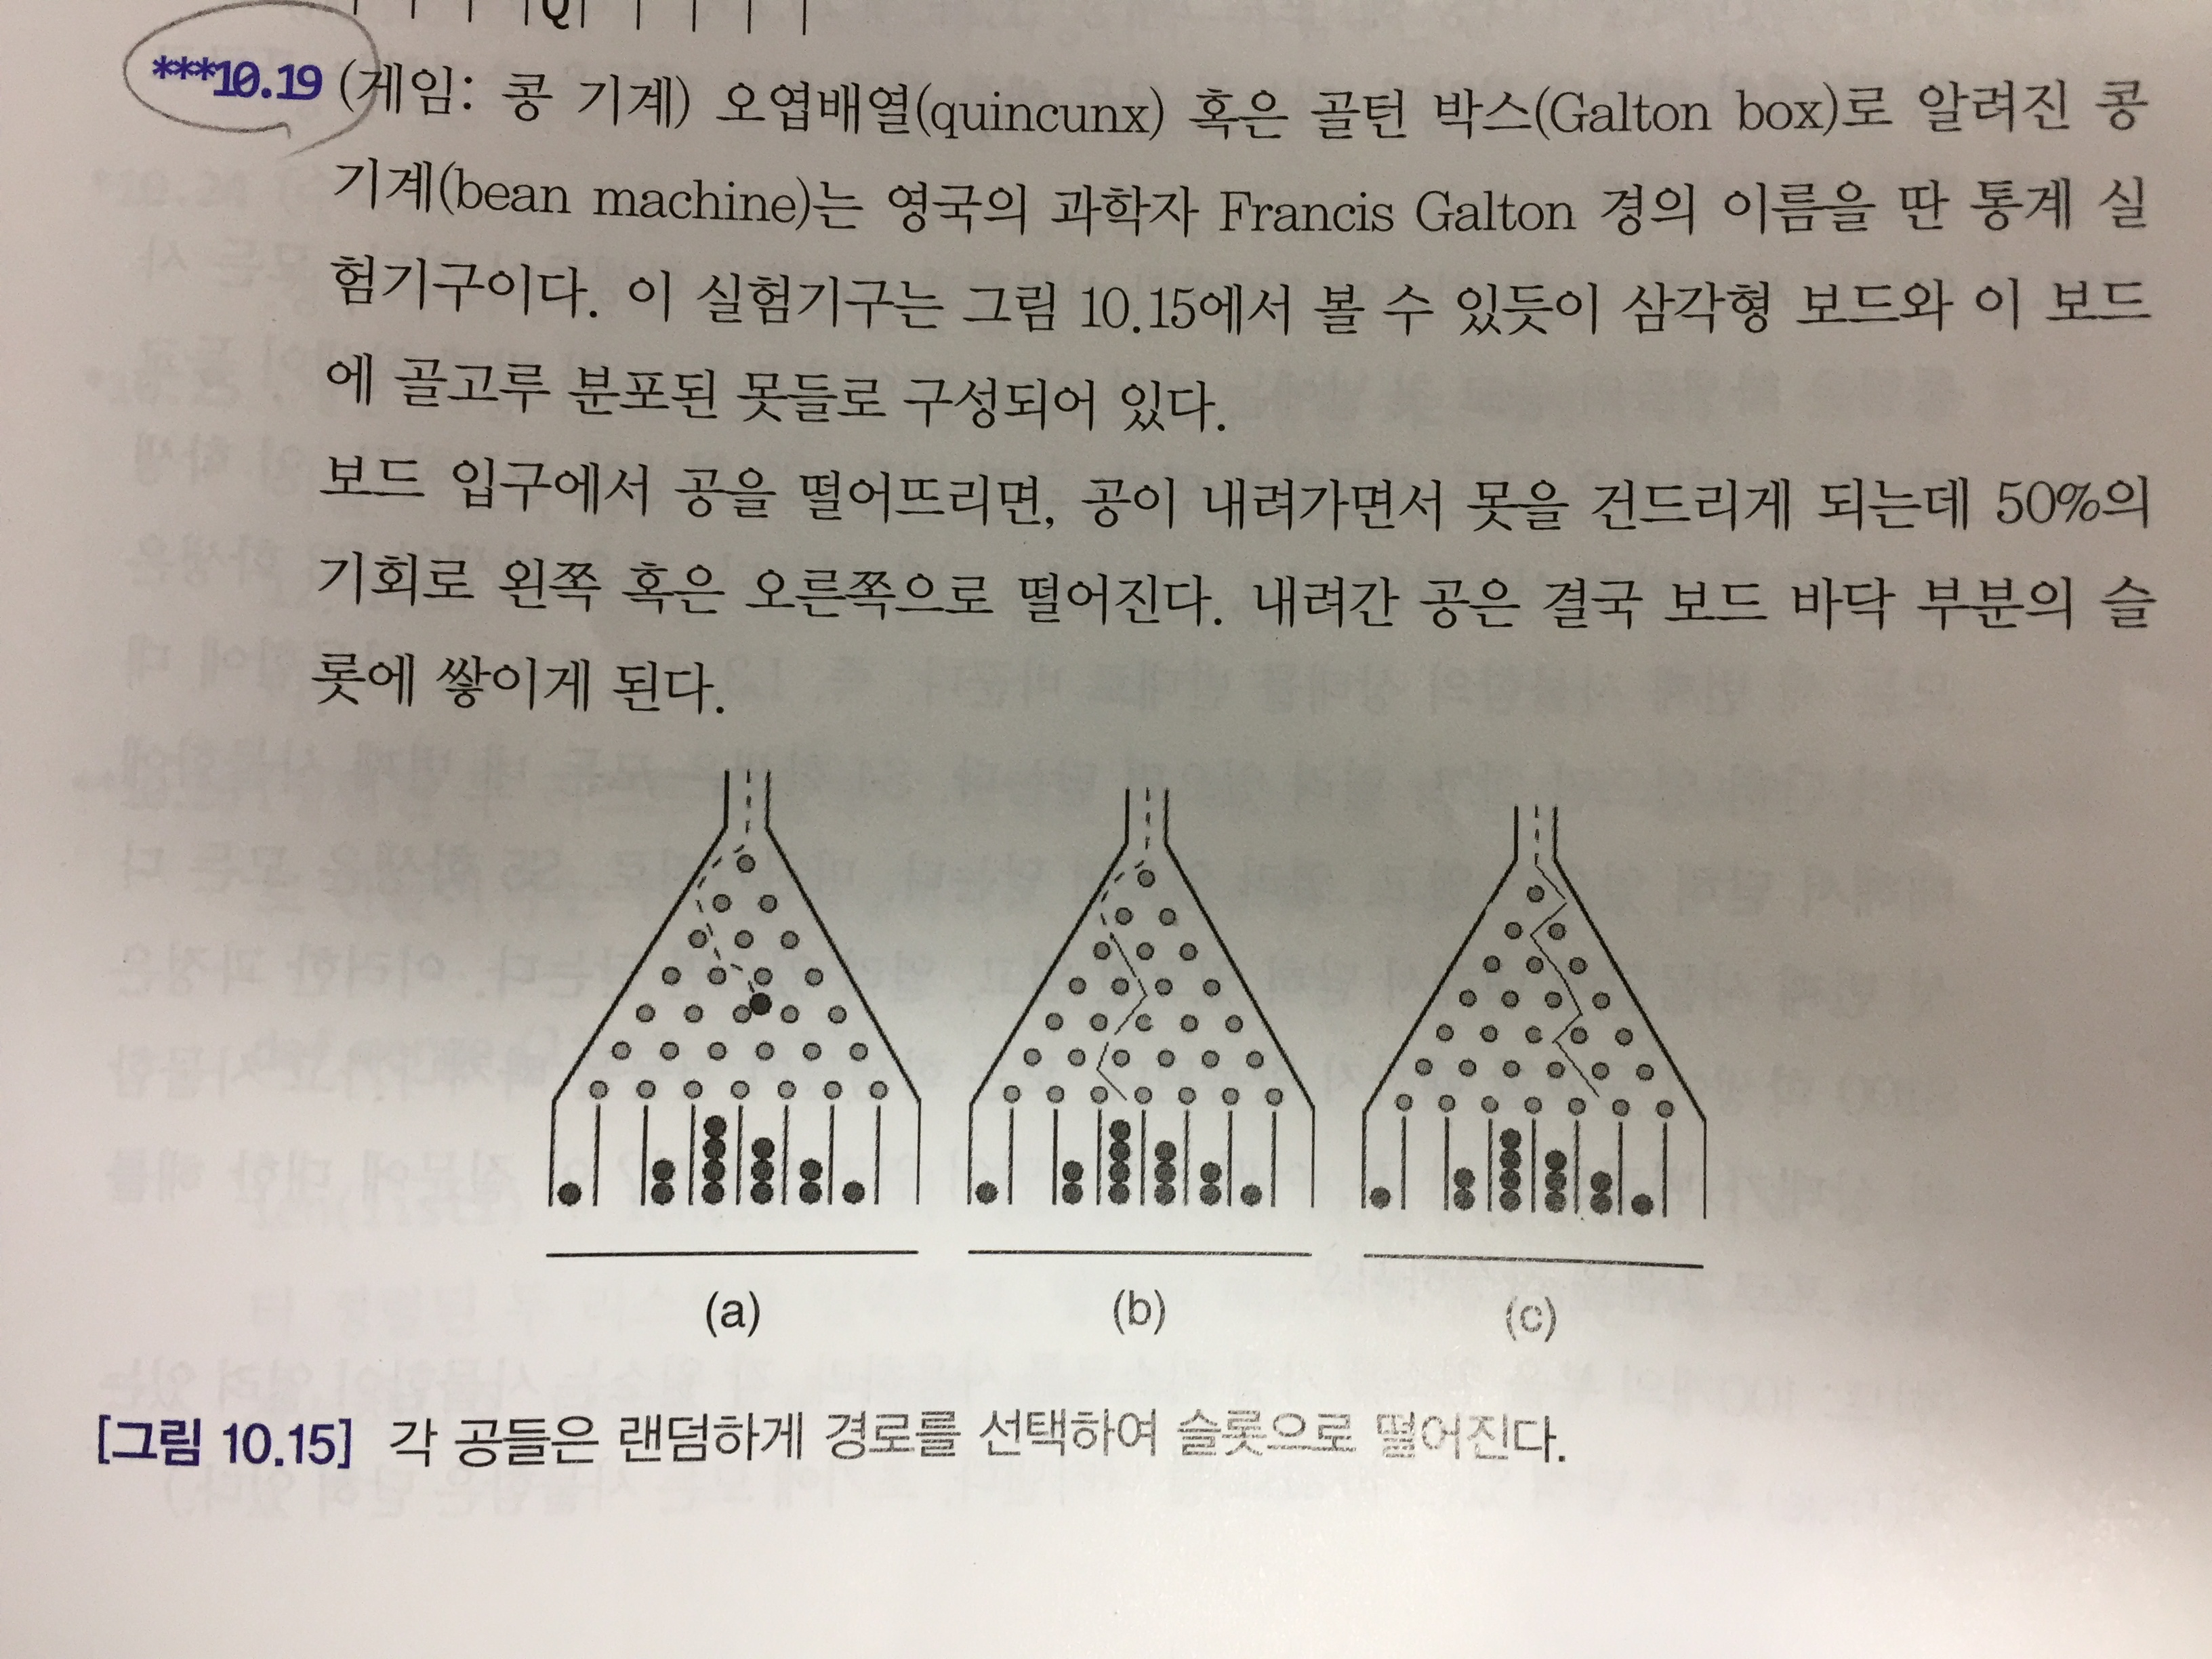 Q
***10.19 (게임: 콩 기계) 오엽배열(quincunx) 혹은 골턴 박스(Galton box)로 알려진 콩
기계(bean machine)는 영국의 과학자 Francis Galton 경의 이름을 딴 통계 실
험기구이다. 이 실험기구는 그림 10.15에서 볼 수 있듯이 삼각형 보드와 이 보드
에 골고루 분포된 못들로 구성되어 있다.
보드 입구에서 공을 떨어뜨리면, 공이 내려가면서 못을 건드리게 되는데 50%의
기회로 왼쪽 혹은 오른쪽으로 떨어진다. 내려간 공은 결국 보드 바닥 부분의 슬
롯에 쌓이게 된다.
(a) (b) (c)
[그림 10.15] 각 공들은 랜덤하게 경로를 선택하여 슬롯으로 떨어진다.